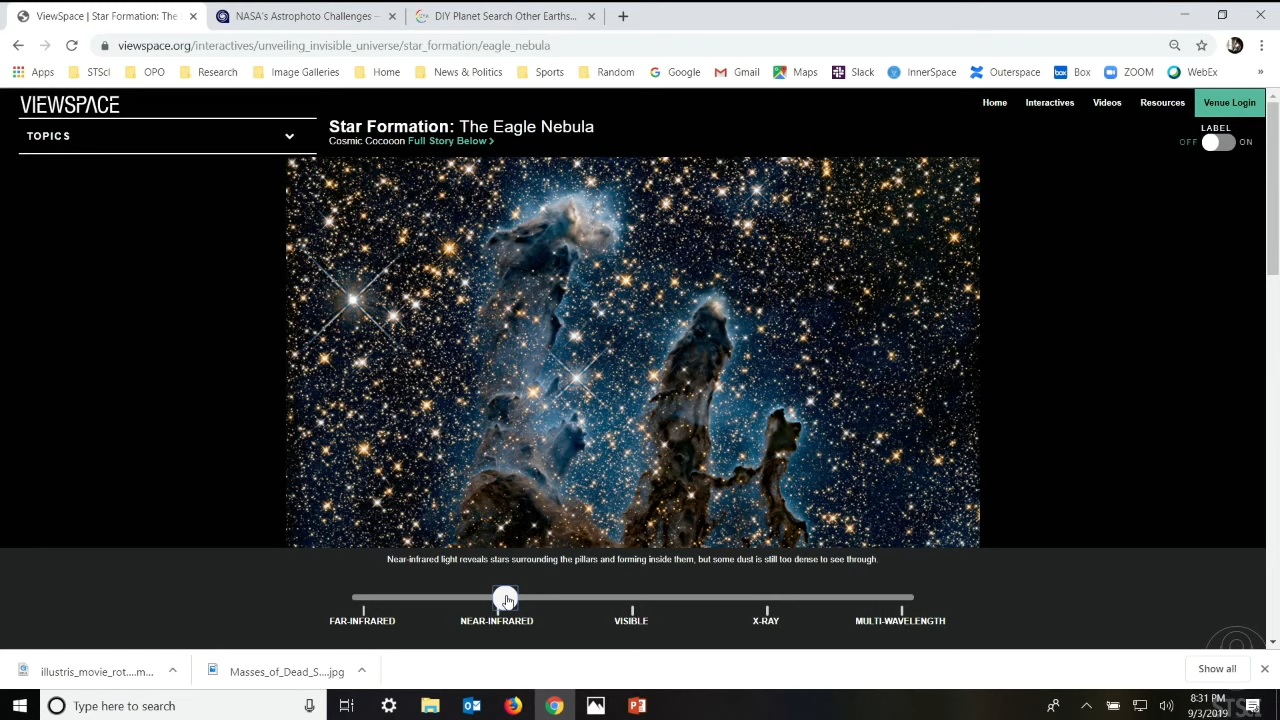 ViewSpace | Star Formation: The
NASA's Astrophoto Challenges -
DIY Planet Search Other Earths...
viewspace.org/interactives/unveiling_invisible_universe/star_formation/eagle_nebula
Apps STScI OPO Research Image Galleries Home News & Politics Sports Random Google Gmail Maps Slack InnerSpace Outerspace Box ZOOM WebEx »
VIEWSPACE
Home Interactives Videos Resources Venue Login
TOPICS
Star Formation: The Eagle Nebula
Cosmic Cocooon Full Story Below >
LABEL
OFF ON
Near-infrared light reveals stars surrounding the pillars and forming inside them, but some dust is still too dense to see through.
FAR-INFRARED NEAR-INFRARED VISIBLE X-RAY MULTI-WAVELENGTH
illustris_movie_rot....m...
Masses_of_Dead_S....jpg
Show all
Type here to search
8:31 PM
9/3/2019